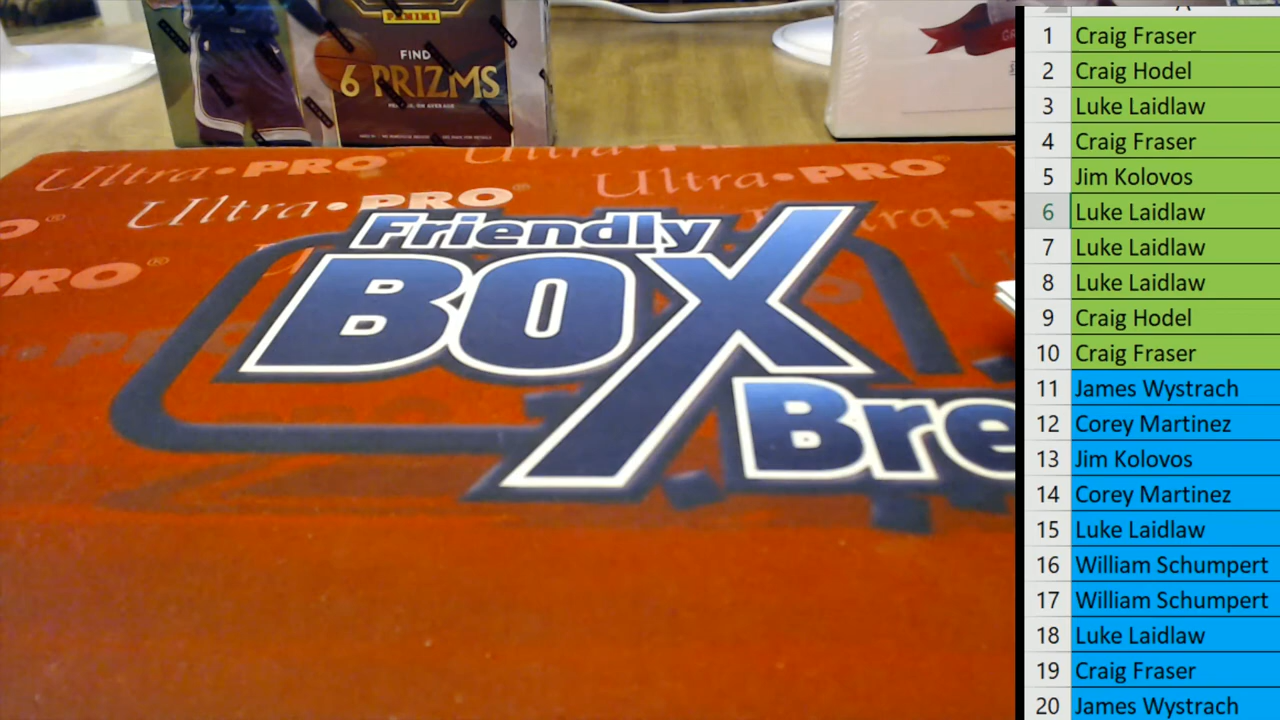 PANINI
FIND
6 PRIZMS
Ultra•PRO®
Ultra•PRO®
Ultra•PRO®
PRO®
Friendly
BOX
Bre
A
1 Craig Fraser
2 Craig Hodel
3 Luke Laidlaw
4 Craig Fraser
5 Jim Kolovos
6 Luke Laidlaw
7 Luke Laidlaw
8 Luke Laidlaw
9 Craig Hodel
10 Craig Fraser
11 James Wystrach
12 Corey Martinez
13 Jim Kolovos
14 Corey Martinez
15 Luke Laidlaw
16 William Schumpert
17 William Schumpert
18 Luke Laidlaw
19 Craig Fraser
20 James Wystrach